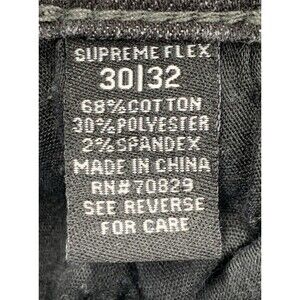 SUPREME FLEX
30|32
68%COTTON
30%POLYESTER
2%SPANDEX
MADE IN CHINA
RN#70829
SEE REVERSE
FOR CARE